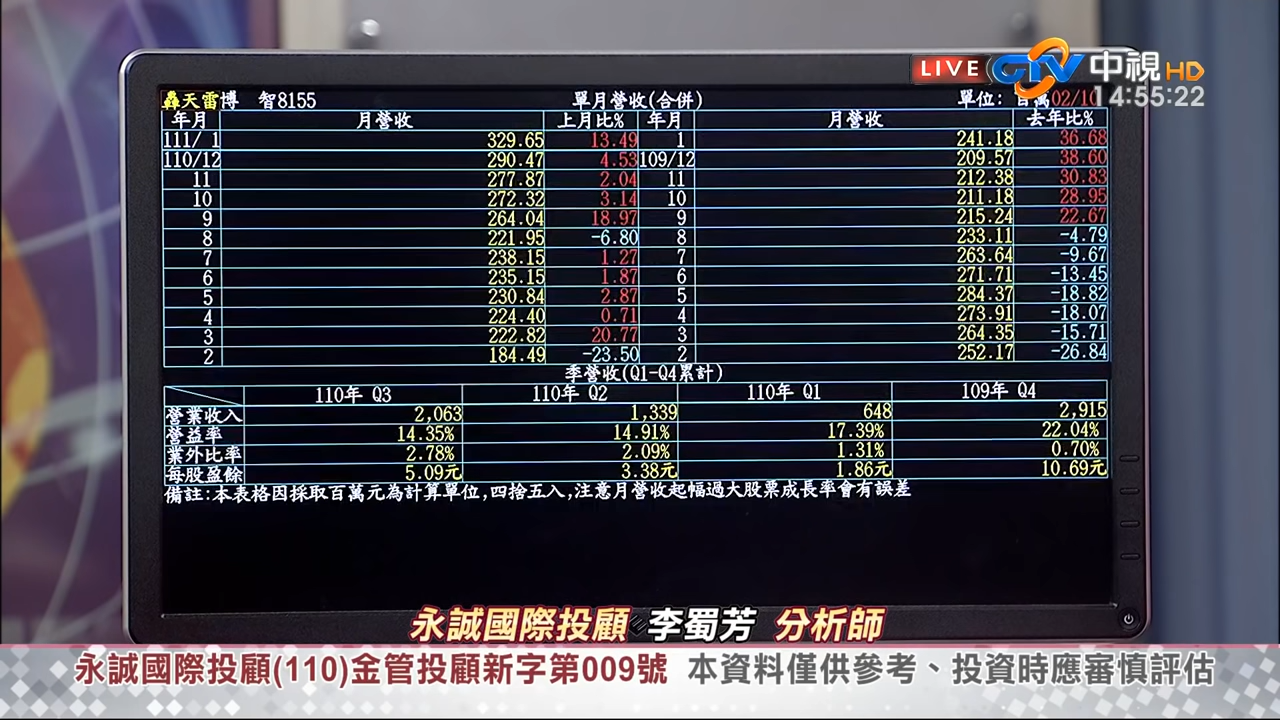 LIVE CTV 中視HD
14:55:22
轟天雷博 智8155 單月營收(合併) 單位: 百萬02/10
年月 月營收 上月比% 年月 月營收 去年比%
111/ 1 329.65 13.49 1 241.18 36.68
110/12 290.47 4.53 109/12 209.57 38.60
11 277.87 2.04 11 212.38 30.83
10 272.32 3.14 10 211.18 28.95
9 264.04 18.97 9 215.24 22.67
8 221.95 -6.80 8 233.11 -4.79
7 238.15 1.27 7 263.64 -9.67
6 235.15 1.87 6 271.71 -13.45
5 230.84 2.87 5 284.37 -18.82
4 224.40 0.71 4 273.91 -18.07
3 222.82 20.77 3 264.35 -15.71
2 184.49 -23.50 2 252.17 -26.84
季營收(Q1-Q4累計)
110年 Q3 110年 Q2 110年 Q1 109年 Q4
營業收入 2,063 1,339 648 2,915
營益率 14.35% 14.91% 17.39% 22.04%
業外比率 2.78% 2.09% 1.31% 0.70%
每股盈餘 5.09元 3.38元 1.86元 10.69元
備註:本表格因採取百萬元為計算單位,四捨五入,注意月營收起幅過大股票成長率會有誤差
永誠國際投顧 李蜀芳 分析師
永誠國際投顧(110)金管投顧新字第009號 本資料僅供參考、投資時應審慎評估